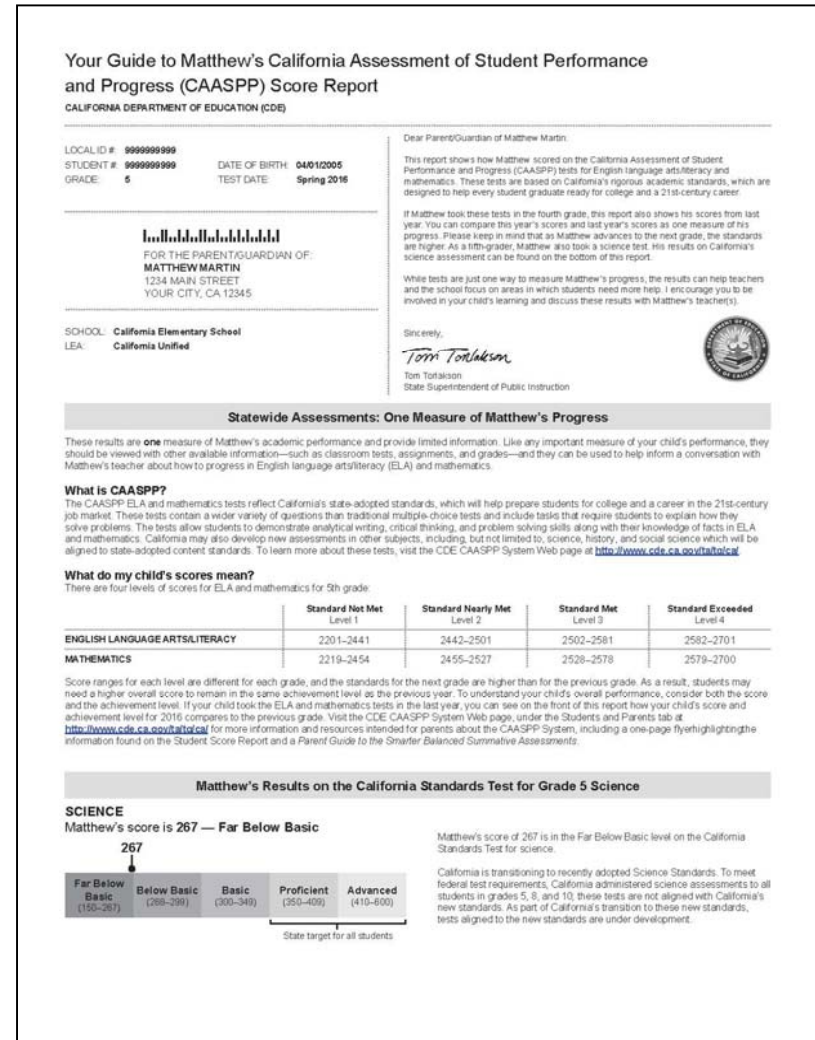 Your Guide to Matthew's California Assessment of Student Performance
and Progress (CAASPP) Score Report
CALIFORNIA DEPARTMENT OF EDUCATION (CDE)
LOCAL ID #: 9999999999
STUDENT #: 9999999999 DATE OF BIRTH: 04/01/2005
GRADE: 5 TEST DATE: Spring 2016
FOR THE PARENT/GUARDIAN OF:
MATTHEW MARTIN
1234 MAIN STREET
YOUR CITY, CA 12345
SCHOOL: California Elementary School
LEA: California Unified
Dear Parent/Guardian of Matthew Martin:
This report shows how Matthew scored on the California Assessment of Student
Performance and Progress (CAASPP) tests for English language arts/literacy and
mathematics. These tests are based on California's rigorous academic standards, which are
designed to help every student graduate ready for college and a 21st-century career.
If Matthew took these tests in the fourth grade, this report also shows his scores from last
year. You can compare this year's scores and last year's scores as one measure of his
progress. Please keep in mind that as Matthew advances to the next grade, the standards
are higher. As a fifth-grader, Matthew also took a science test. His results on California's
science assessment can be found on the bottom of this report.
While tests are just one way to measure Matthew's progress, the results can help teachers
and the school focus on areas in which students need more help. I encourage you to be
involved in your child's learning and discuss these results with Matthew's teacher(s).
Sincerely,
Tom Torlakson
Tom Torlakson
State Superintendent of Public Instruction
Statewide Assessments: One Measure of Matthew's Progress
These results are one measure of Matthew's academic performance and provide limited information. Like any important measure of your child's performance, they
should be viewed with other available information—such as classroom tests, assignments, and grades—and they can be used to help inform a conversation with
Matthew's teacher about how to progress in English language arts/literacy (ELA) and mathematics.
What is CAASPP?
The CAASPP ELA and mathematics tests reflect California's state-adopted standards, which will help prepare students for college and a career in the 21st-century
job market. These tests contain a wider variety of questions than traditional multiple-choice tests and include tasks that require students to explain how they
solve problems. The tests allow students to demonstrate analytical writing, critical thinking, and problem solving skills along with their knowledge of facts in ELA
and mathematics. California may also develop new assessments in other subjects, including, but not limited to, science, history, and social science which will be
aligned to state-adopted content standards. To learn more about these tests, visit the CDE CAASPP System Web page at http://www.cde.ca.gov/ta/tg/ca/.
What do my child's scores mean?
There are four levels of scores for ELA and mathematics for 5th grade:
Standard Not Met Standard Nearly Met Standard Met Standard Exceeded
Level 1 Level 2 Level 3 Level 4
ENGLISH LANGUAGE ARTS/LITERACY 2201–2441 2442–2501 2502–2581 2582–2701
MATHEMATICS 2219–2454 2455–2527 2528–2578 2579–2700
Score ranges for each level are different for each grade, and the standards for the next grade are higher than for the previous grade. As a result, students may
need a higher overall score to remain in the same achievement level as the previous year. To understand your child's overall performance, consider both the score
and the achievement level. If your child took the ELA and mathematics tests in the last year, you can see on the front of this report how your child's score and
achievement level for 2016 compares to the previous grade. Visit the CDE CAASPP System Web page, under the Students and Parents tab at
http://www.cde.ca.gov/ta/tg/ca/ for more information and resources intended for parents about the CAASPP System, including a one-page flyerhighlightingthe
information found on the Student Score Report and a Parent Guide to the Smarter Balanced Summative Assessments.
Matthew's Results on the California Standards Test for Grade 5 Science
SCIENCE
Matthew's score is 267 — Far Below Basic
267
Far Below Below Basic Basic Proficient Advanced
Basic (268–299) (300–349) (350–409) (410–600)
(150–267)
State target for all students
Matthew's score of 267 is in the Far Below Basic level on the California
Standards Test for science.
California is transitioning to recently adopted Science Standards. To meet
federal test requirements, California administered science assessments to all
students in grades 5, 8, and 10; these tests are not aligned with California's
new standards. As part of California's transition to these new standards,
tests aligned to the new standards are under development.